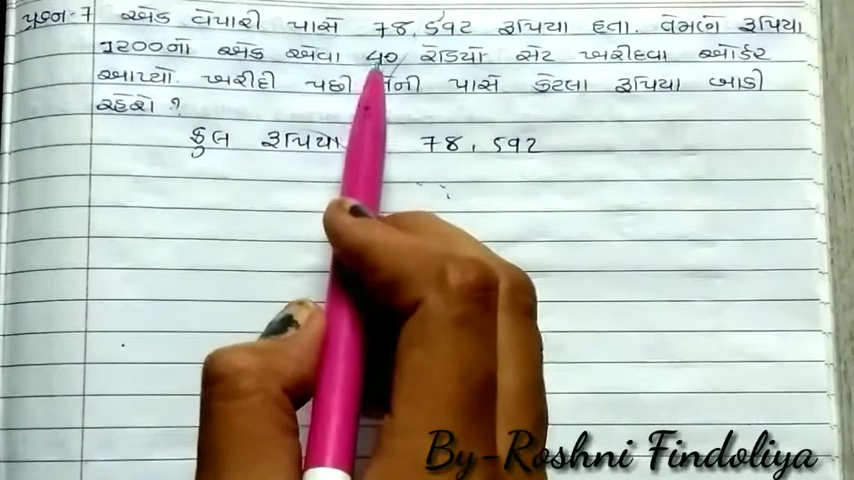 પ્રશ્ન-7 એક વેપારી પાસે 78,592 રૂપિયા હતા. તેમણે રૂપિયા
1200નો એક એવા 40 રેડિયો સેટ ખરીદવા ઓર્ડર
આપ્યો. ખરીદી પછી તેની પાસે કેટલા રૂપિયા બાકી
રહેશે ?
કુલ રૂપિયા 78,592
By-Roshni Findoliya